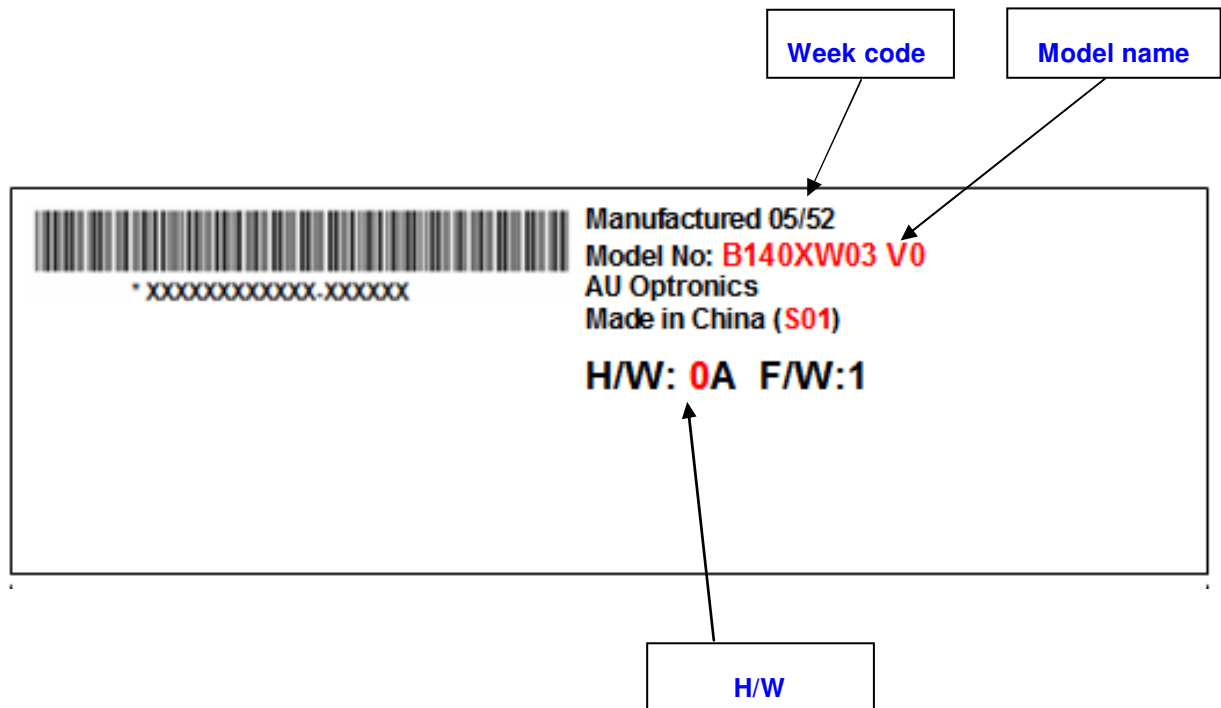 Week code
Model name
Manufactured 05/52
Model No: B140XW03 V0
AU Optronics
Made in China (S01)
* XXXXXXXXXXXXX-XXXXXX
H/W: 0A F/W:1
H/W